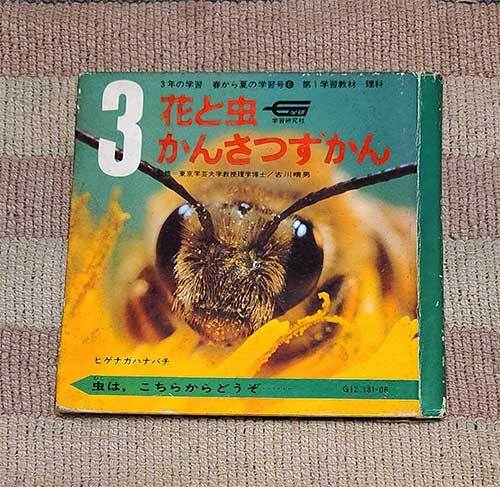 3
3年の学習 春から夏の学習号⑥ 第1学習教材 理科
花と虫
学研
学習研究社
かんさつずかん
東京学芸大学教授理学博士/古川晴男
ヒゲナガハナバチ
虫は，こちらからどうぞ……
G12 131-06